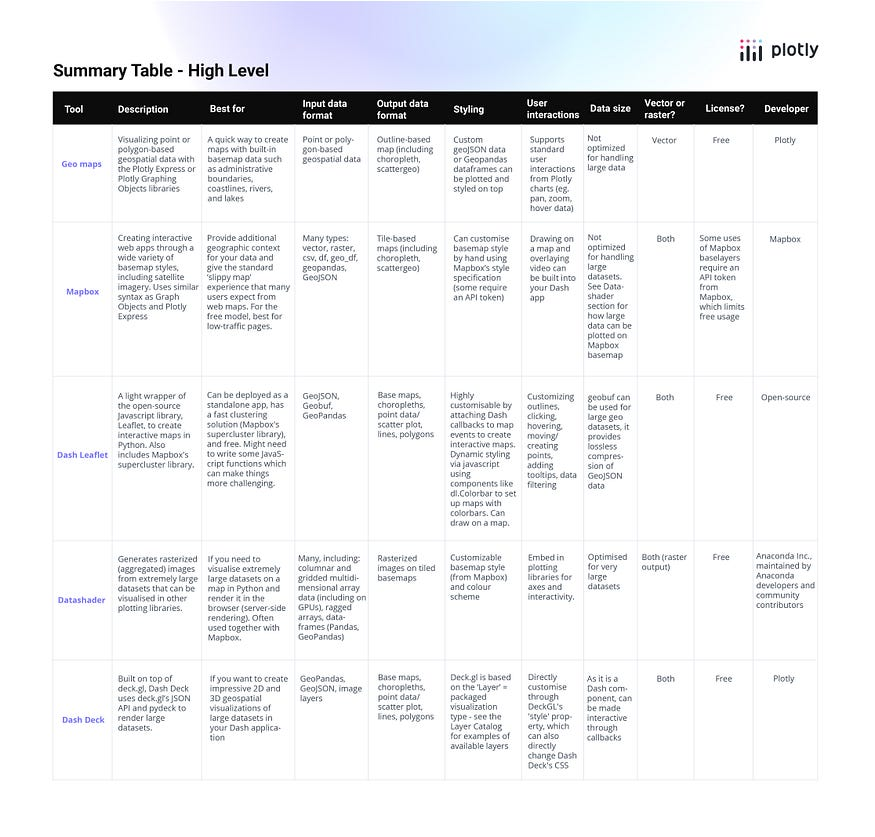 plotly
Summary Table - High Level
Tool
Description
Best for
Input data
format
Output data
format
Styling
User
interactions
Data size
Vector or
raster?
License?
Developer
Geo maps
Visualizing point or
polygon-based
geospatial data with
the Plotly Express or
Plotly Graphing
Objects libraries
A quick way to create
maps with built-in
basemap data such
as administrative
boundaries,
coastlines, rivers,
and lakes
Point or poly-
gon-based
geospatial data
Outline-based
map (including
choropleth,
scattergeo)
Custom
geoJSON data
or Geopandas
dataframes can
be plotted and
styled on top
Supports
standard
user
interactions
from Plotly
charts (eg.
pan, zoom,
hover data)
Not
optimized
for handling
large data
Vector
Free
Plotly
Mapbox
Creating interactive
web apps through a
wide variety of
basemap styles,
including satellite
imagery. Uses similar
syntax as Graph
Objects and Plotly
Express
Provide additional
geographic context
for your data and
give the standard
'slippy map'
experience that many
users expect from
web maps. For the
free model, best for
low-traffic pages.
Many types:
vector, raster,
csv, df, geo_df,
geopandas,
GeoJSON
Tile-based
maps (including
choropleth,
scattergeo)
Can customise
basemap style
by hand using
Mapbox's style
specification
(some require
an API token)
Drawing on
a map and
overlaying
video can
be built into
your Dash
app
Not
optimized
for handling
large
datasets.
See Data-
shader
section for
how large
data can be
plotted on
Mapbox
basemap
Both
Some uses
of Mapbox
baselayers
require an
API token
from
Mapbox,
which limits
free usage
Mapbox
Dash Leaflet
A light wrapper of
the open-source
Javascript library,
Leaflet, to create
interactive maps in
Python. Also
includes Mapbox's
supercluster library.
Can be deployed as a
standalone app, has
a fast clustering
solution (Mapbox's
supercluster library),
and free. Might need
to write some JavaS-
cript functions which
can make things
more challenging.
GeoJSON,
Geobuf,
GeoPandas
Base maps,
choropleths,
point data/
scatter plot,
lines, polygons
Highly
customisable by
attaching Dash
callbacks to map
events to create
interactive maps.
Dynamic styling
via javascript
using
components like
dl.Colorbar to set
up maps with
colorbars. Can
draw on a map.
Customizing
outlines,
clicking,
hovering,
moving/
creating
points,
adding
tooltips, data
filtering
geobuf can
be used for
large geo
datasets, it
provides
lossless
compres-
sion of
GeoJSON
data
Both
Free
Open-source
Datashader
Generates rasterized
(aggregated) images
from extremely large
datasets that can be
visualised in other
plotting libraries.
If you need to
visualise extremely
large datasets on a
map in Python and
render it in the
browser (server-side
rendering). Often
used together with
Mapbox.
Many, including:
columnar and
gridded multidi-
mensional array
data (including on
GPUs), ragged
arrays, data-
frames (Pandas,
GeoPandas)
Rasterized
images on tiled
basemaps
Customizable
basemap style
(from Mapbox)
and colour
scheme
Embed in
plotting
libraries for
axes and
interactivity.
Optimised
for very
large
datasets
Both (raster
output)
Free
Anaconda Inc.,
maintained by
Anaconda
developers and
community
contributors
Dash Deck
Built on top of
deck.gl, Dash Deck
uses deck.gl's JSON
API and pydeck to
render large
datasets.
If you want to create
impressive 2D and
3D geospatial
visualizations of
large datasets in
your Dash applica-
tion
GeoPandas,
GeoJSON, image
layers
Base maps,
choropleths,
point data/
scatter plot,
lines, polygons
Deck.gl is based
on the 'Layer' =
packaged
visualization
type - see the
Layer Catalog
for examples of
available layers
Directly
customise
through
DeckGL's
'style' prop-
erty, which
can also
directly
change Dash
Deck's CSS
As it is a
Dash com-
ponent, can
be made
interactive
through
callbacks
Both
Free
Plotly